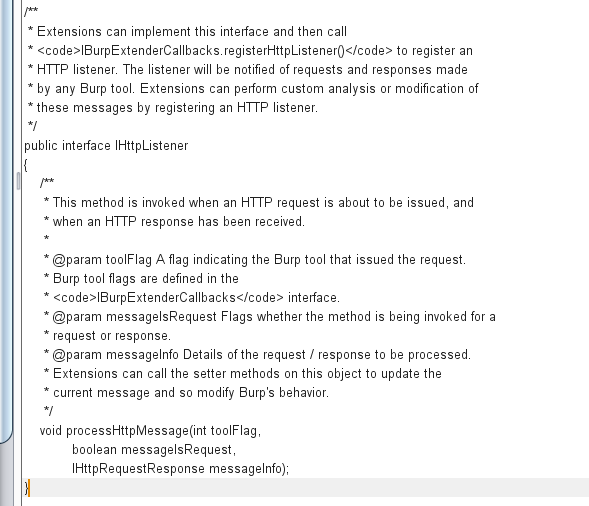 /**
* Extensions can implement this interface and then call
* <code>IBurpExtenderCallbacks.registerHttpListener()</code> to register an
* HTTP listener. The listener will be notified of requests and responses made
* by any Burp tool. Extensions can perform custom analysis or modification of
* these messages by registering an HTTP listener.
*/
public interface IHttpListener
{
/**
* This method is invoked when an HTTP request is about to be issued, and
* when an HTTP response has been received.
*
* @param toolFlag A flag indicating the Burp tool that issued the request.
* Burp tool flags are defined in the
* <code>IBurpExtenderCallbacks</code> interface.
* @param messageIsRequest Flags whether the method is being invoked for a
* request or response.
* @param messageInfo Details of the request / response to be processed.
* Extensions can call the setter methods on this object to update the
* current message and so modify Burp's behavior.
*/
void processHttpMessage(int toolFlag,
boolean messageIsRequest,
IHttpRequestResponse messageInfo);
}